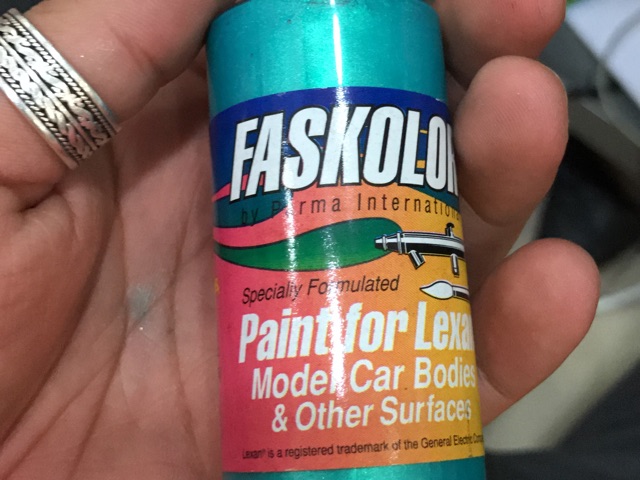 FASKOLOR
by Parma International
Specially Formulated
Paint for Lexan
Model Car Bodies
& Other Surfaces
Lexan® is a registered trademark of the General Electric